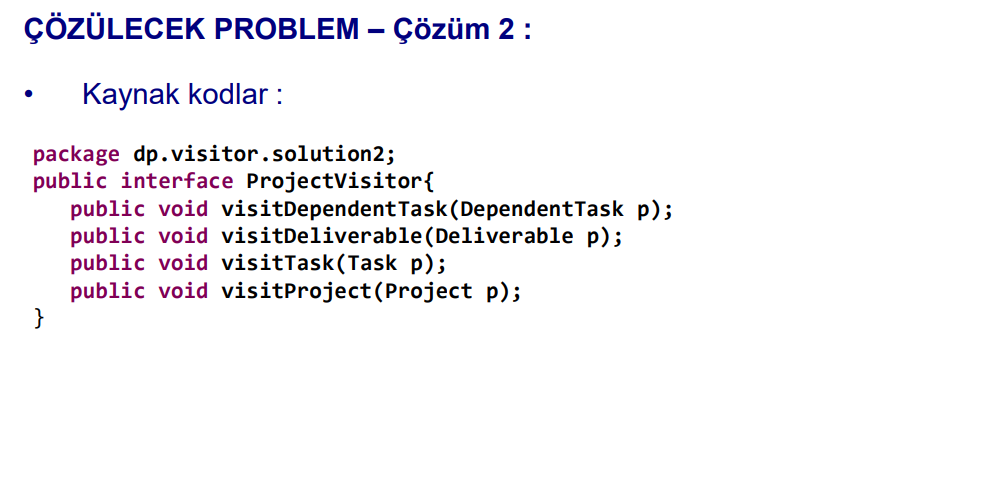 ÇÖZÜLECEK PROBLEM – Çözüm 2 :
• Kaynak kodlar :
package dp.visitor.solution2;
public interface ProjectVisitor{
   public void visitDependentTask(DependentTask p);
   public void visitDeliverable(Deliverable p);
   public void visitTask(Task p);
   public void visitProject(Project p);
}